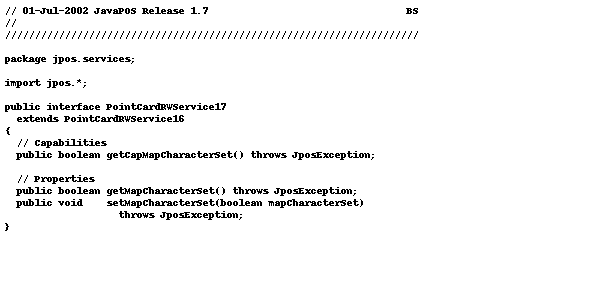 // 01-Jul-2002 JavaPOS Release 1.7                                 BS
//
/////////////////////////////////////////////////////////////////////

package jpos.services;

import jpos.*;

public interface PointCardRWService17
  extends PointCardRWService16
{
  // Capabilities
  public boolean getCapMapCharacterSet() throws JposException;

  // Properties
  public boolean getMapCharacterSet() throws JposException;
  public void    setMapCharacterSet(boolean mapCharacterSet)
                   throws JposException;
}